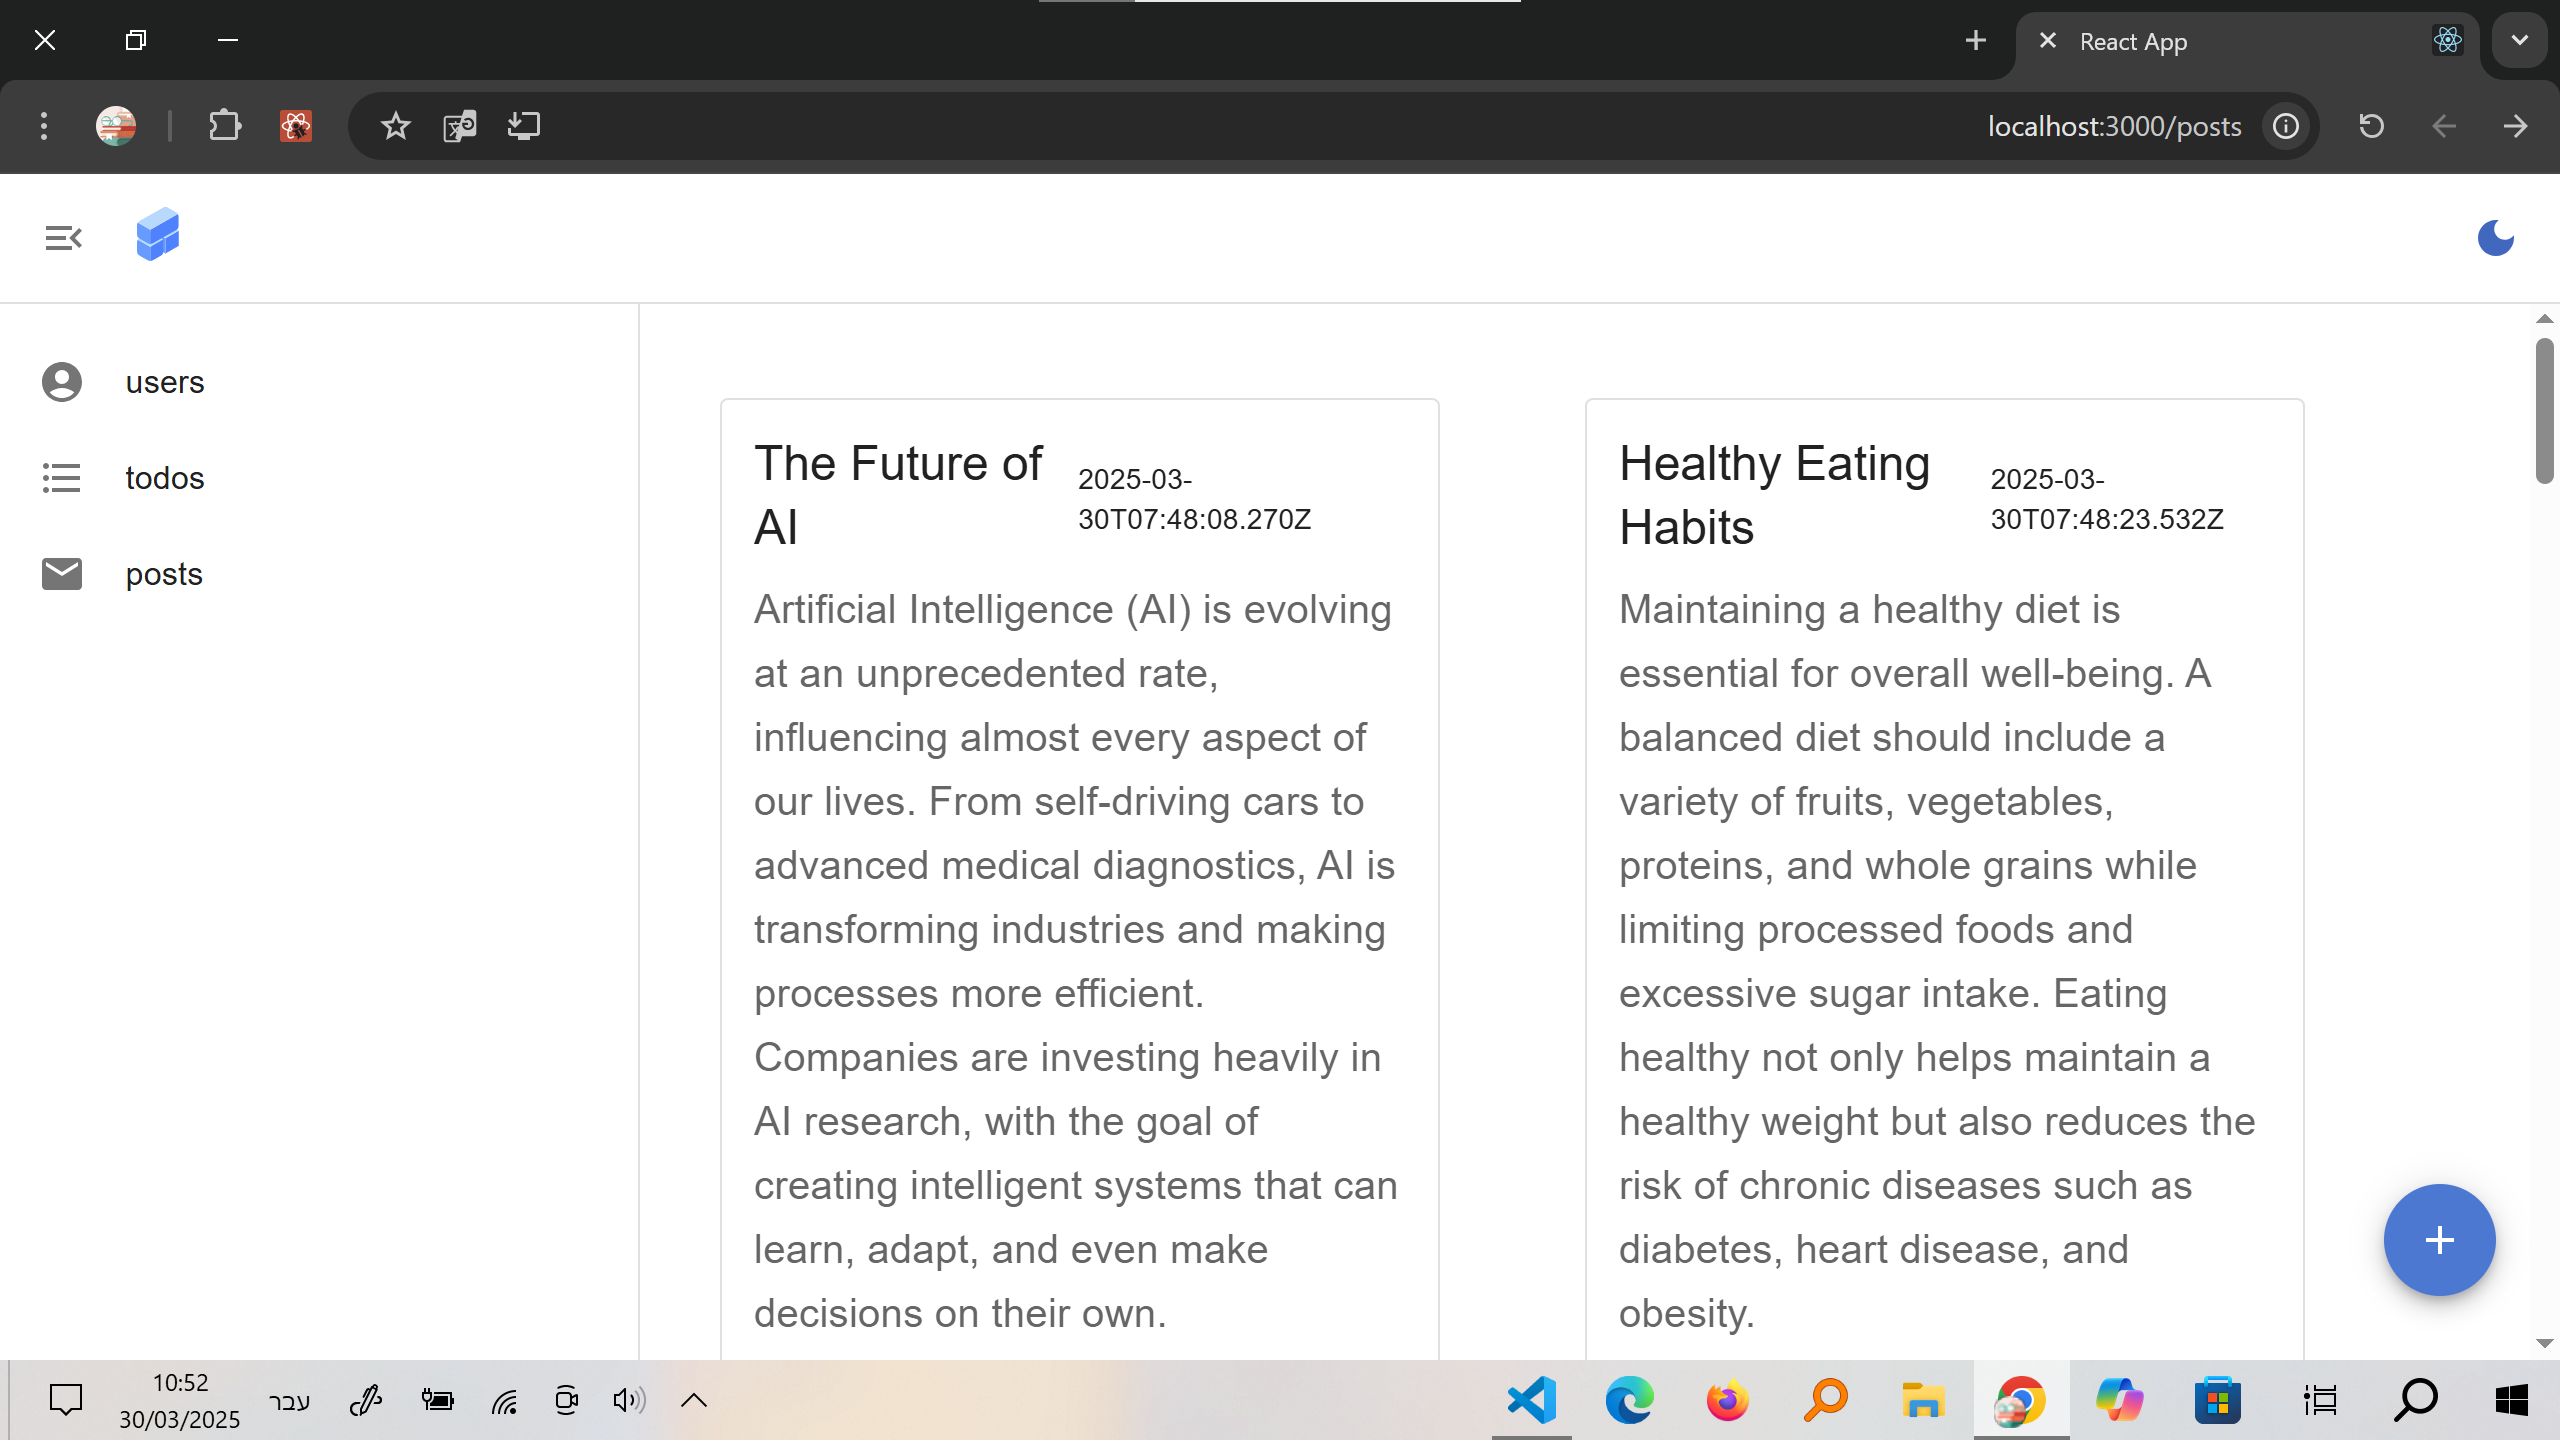 React App
localhost:3000/posts
users
todos
posts
The Future of
AI
2025-03-
30T07:48:08.270Z
Artificial Intelligence (AI) is evolving
at an unprecedented rate,
influencing almost every aspect of
our lives. From self-driving cars to
advanced medical diagnostics, AI is
transforming industries and making
processes more efficient.
Companies are investing heavily in
AI research, with the goal of
creating intelligent systems that can
learn, adapt, and even make
decisions on their own.
Healthy Eating
Habits
2025-03-
30T07:48:23.532Z
Maintaining a healthy diet is
essential for overall well-being. A
balanced diet should include a
variety of fruits, vegetables,
proteins, and whole grains while
limiting processed foods and
excessive sugar intake. Eating
healthy not only helps maintain a
healthy weight but also reduces the
risk of chronic diseases such as
diabetes, heart disease, and
obesity.
10:52
30/03/2025
עבר